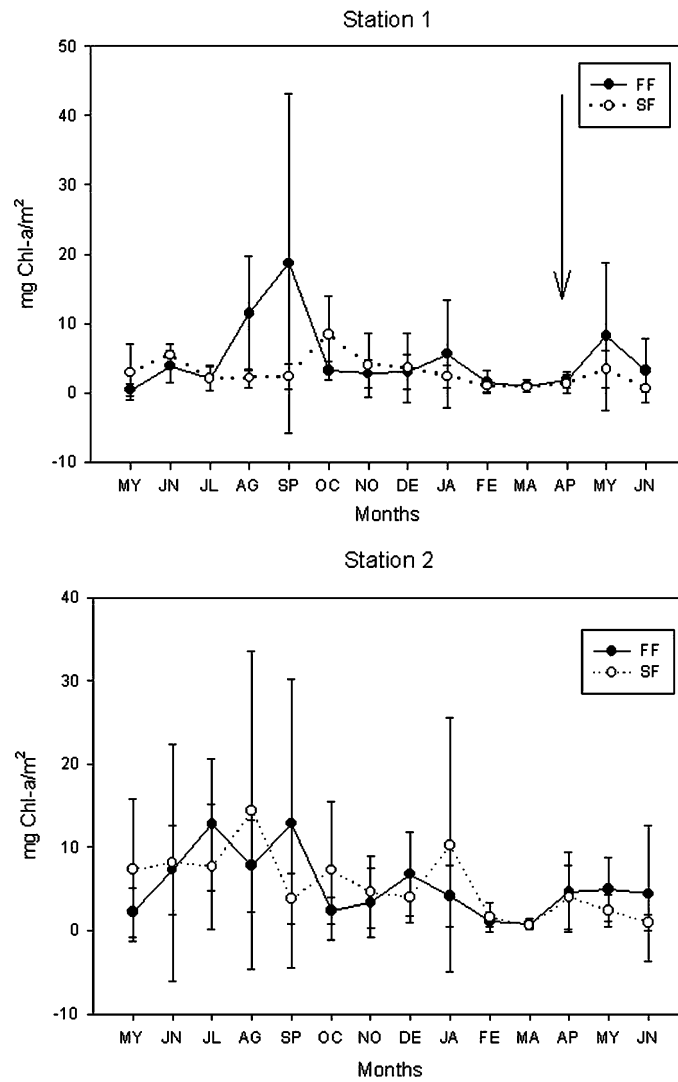 Station 1
50
40
30
20
10
0
-10
mg Chl-a/m²
FF
SF
MY JN JL AG SP OC NO DE JA FE MA AP MY JN
Months
Station 2
40
30
20
10
0
-10
mg Chl-a/m²
FF
SF
MY JN JL AG SP OC NO DE JA FE MA AP MY JN
Months